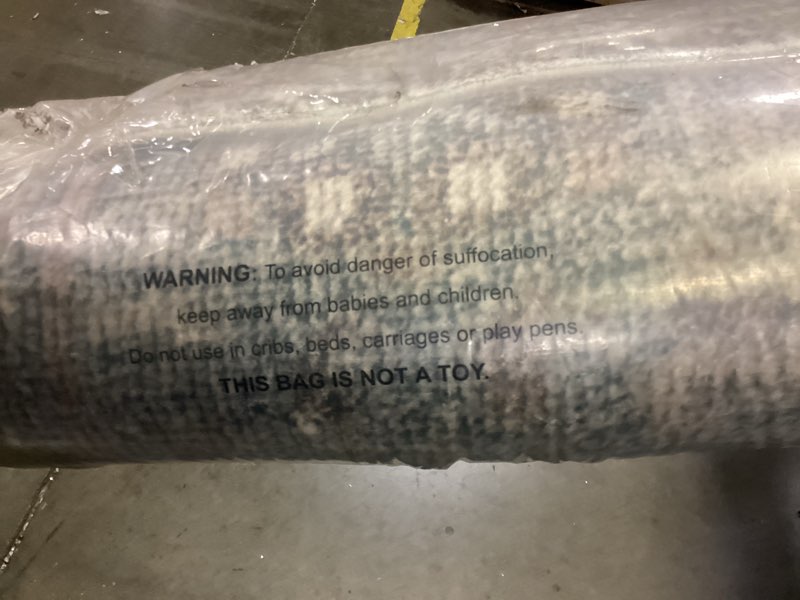 WARNING: To avoid danger of suffocation,
keep away from babies and children.
Do not use in cribs, beds, carriages or play pens.
THIS BAG IS NOT A TOY.